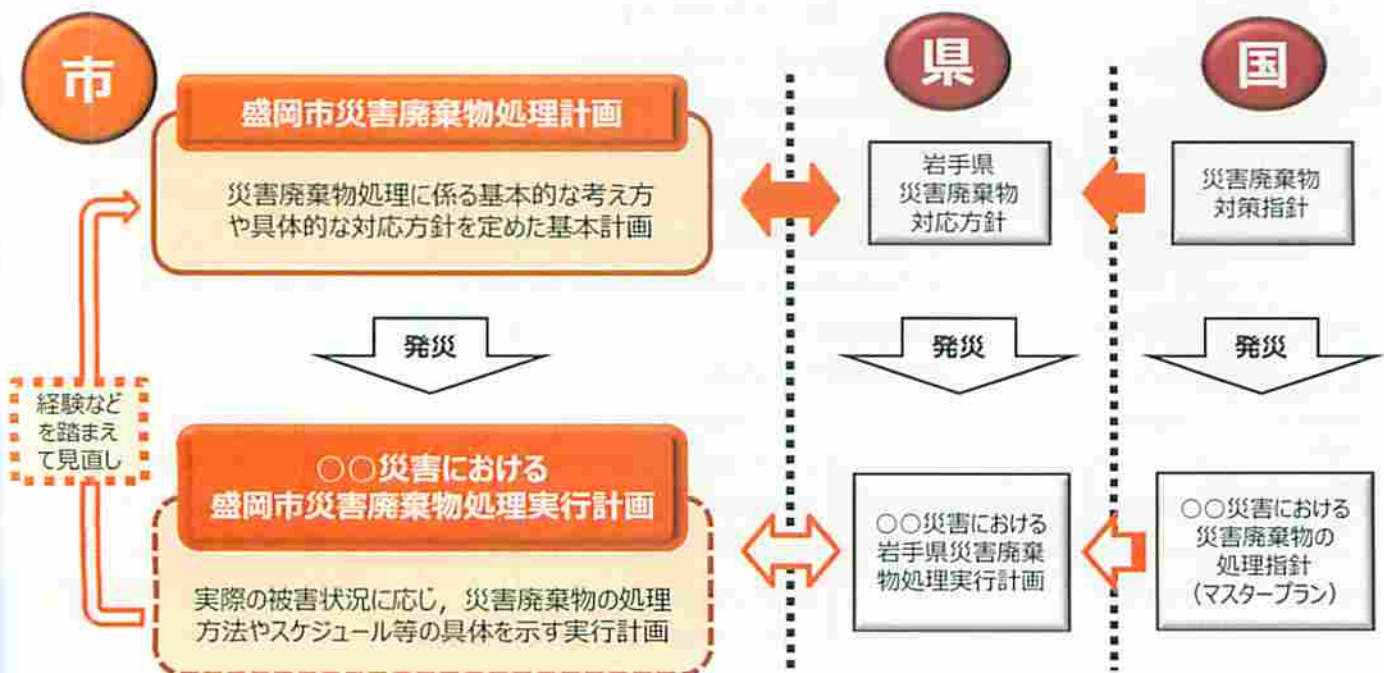 市
盛岡市災害廃棄物処理計画
災害廃棄物処理に係る基本的な考え方
や具体的な対応方針を定めた基本計画
県
岩手県
災害廃棄物
対応方針
国
災害廃棄物
対策指針
発災
発災
発災
経験など
を踏まえ
て見直し
○○災害における
盛岡市災害廃棄物処理実行計画
実際の被害状況に応じ，災害廃棄物の処理
方法やスケジュール等の具体を示す実行計画
○○災害における
岩手県災害廃棄
物処理実行計画
○○災害における
災害廃棄物の
処理指針
（マスタープラン）